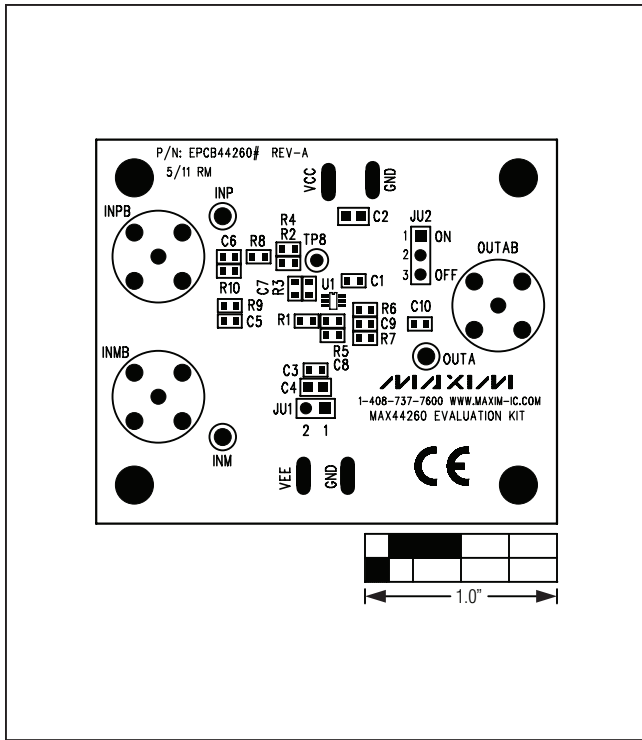 P/N: EPCB44260# REV-A
5/11 RM
VCC
GND
INP
INPB
R4
R2
TP8
C2
JU2
1 ON
2
3 OFF
OUTAB
C6
R8
R10
C7
R3
U1
C1
R9
C5
R1
R6
C9
R7
C10
R5
C8
OUTA
INMB
C3
C4
JU1
2 1
INM
MAXIM
1-408-737-7600 WWW.MAXIM-IC.COM
MAX44260 EVALUATION KIT
VEE
GND
CE
1.0”